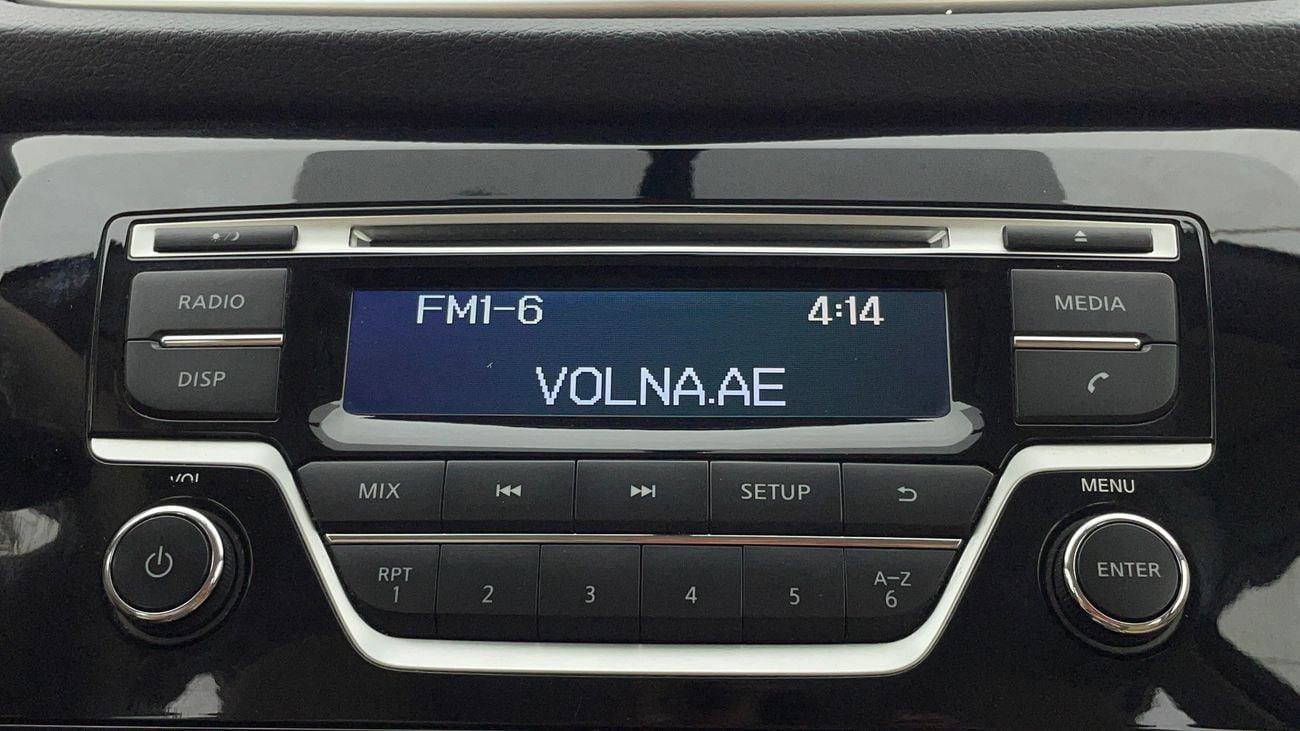 RADIO
DISP
FM1-6 4:14
VOLNA.AE
MEDIA
VOL
MENU
MIX SETUP
RPT
1 2 3 4 5 A-Z
6
ENTER